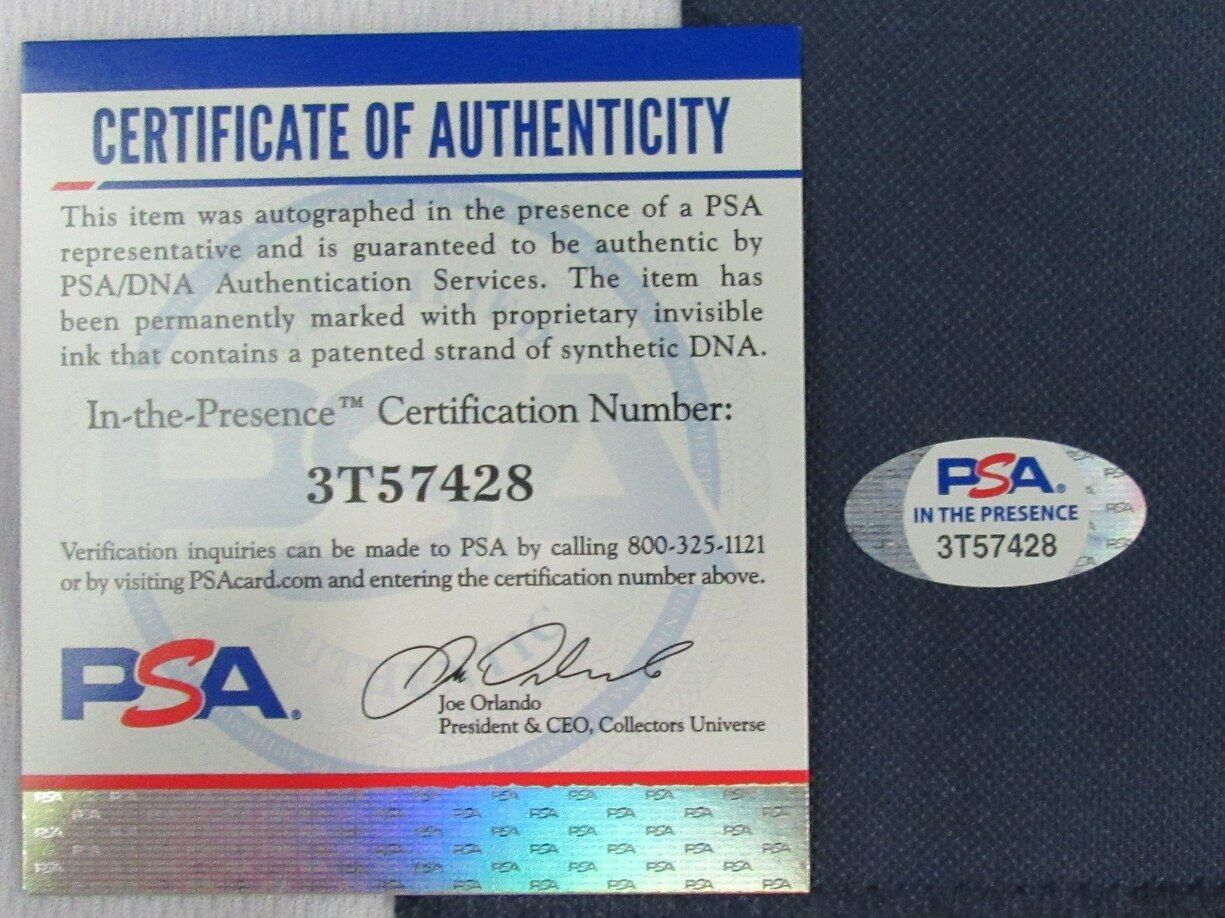 CERTIFICATE OF AUTHENTICITY
This item was autographed in the presence of a PSA
representative and is guaranteed to be authentic by
PSA/DNA Authentication Services. The item has
been permanently marked with proprietary invisible
ink that contains a patented strand of synthetic DNA.
In-the-Presence™ Certification Number:
3T57428
Verification inquiries can be made to PSA by calling 800-325-1121
or by visiting PSAcard.com and entering the certification number above.
PSA®
Joe Orlando
President & CEO, Collectors Universe
PSA®
IN THE PRESENCE
3T57428